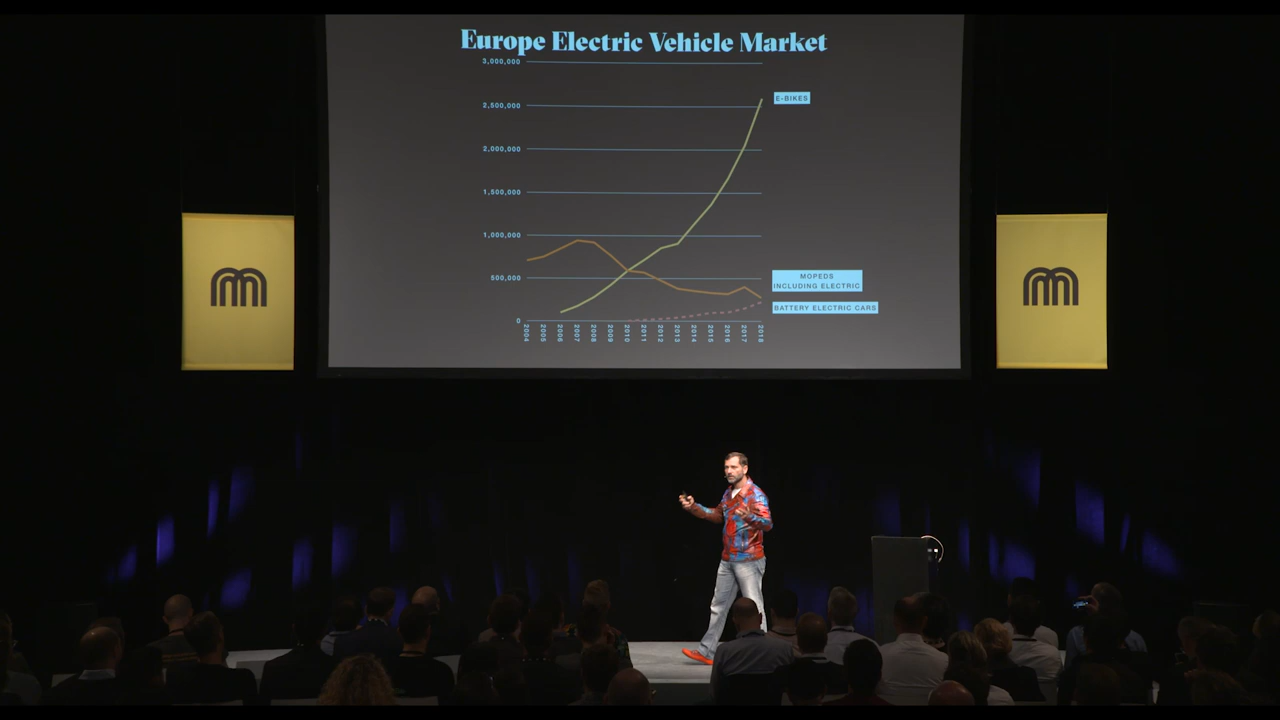 Europe Electric Vehicle Market
3,000,000
E-BIKES
2,500,000
2,000,000
1,500,000
1,000,000
500,000
MOPEDS
INCLUDING ELECTRIC
BATTERY ELECTRIC CARS
0
2004 2005 2006 2007 2008 2009 2010 2011 2012 2013 2014 2015 2016 2017 2018